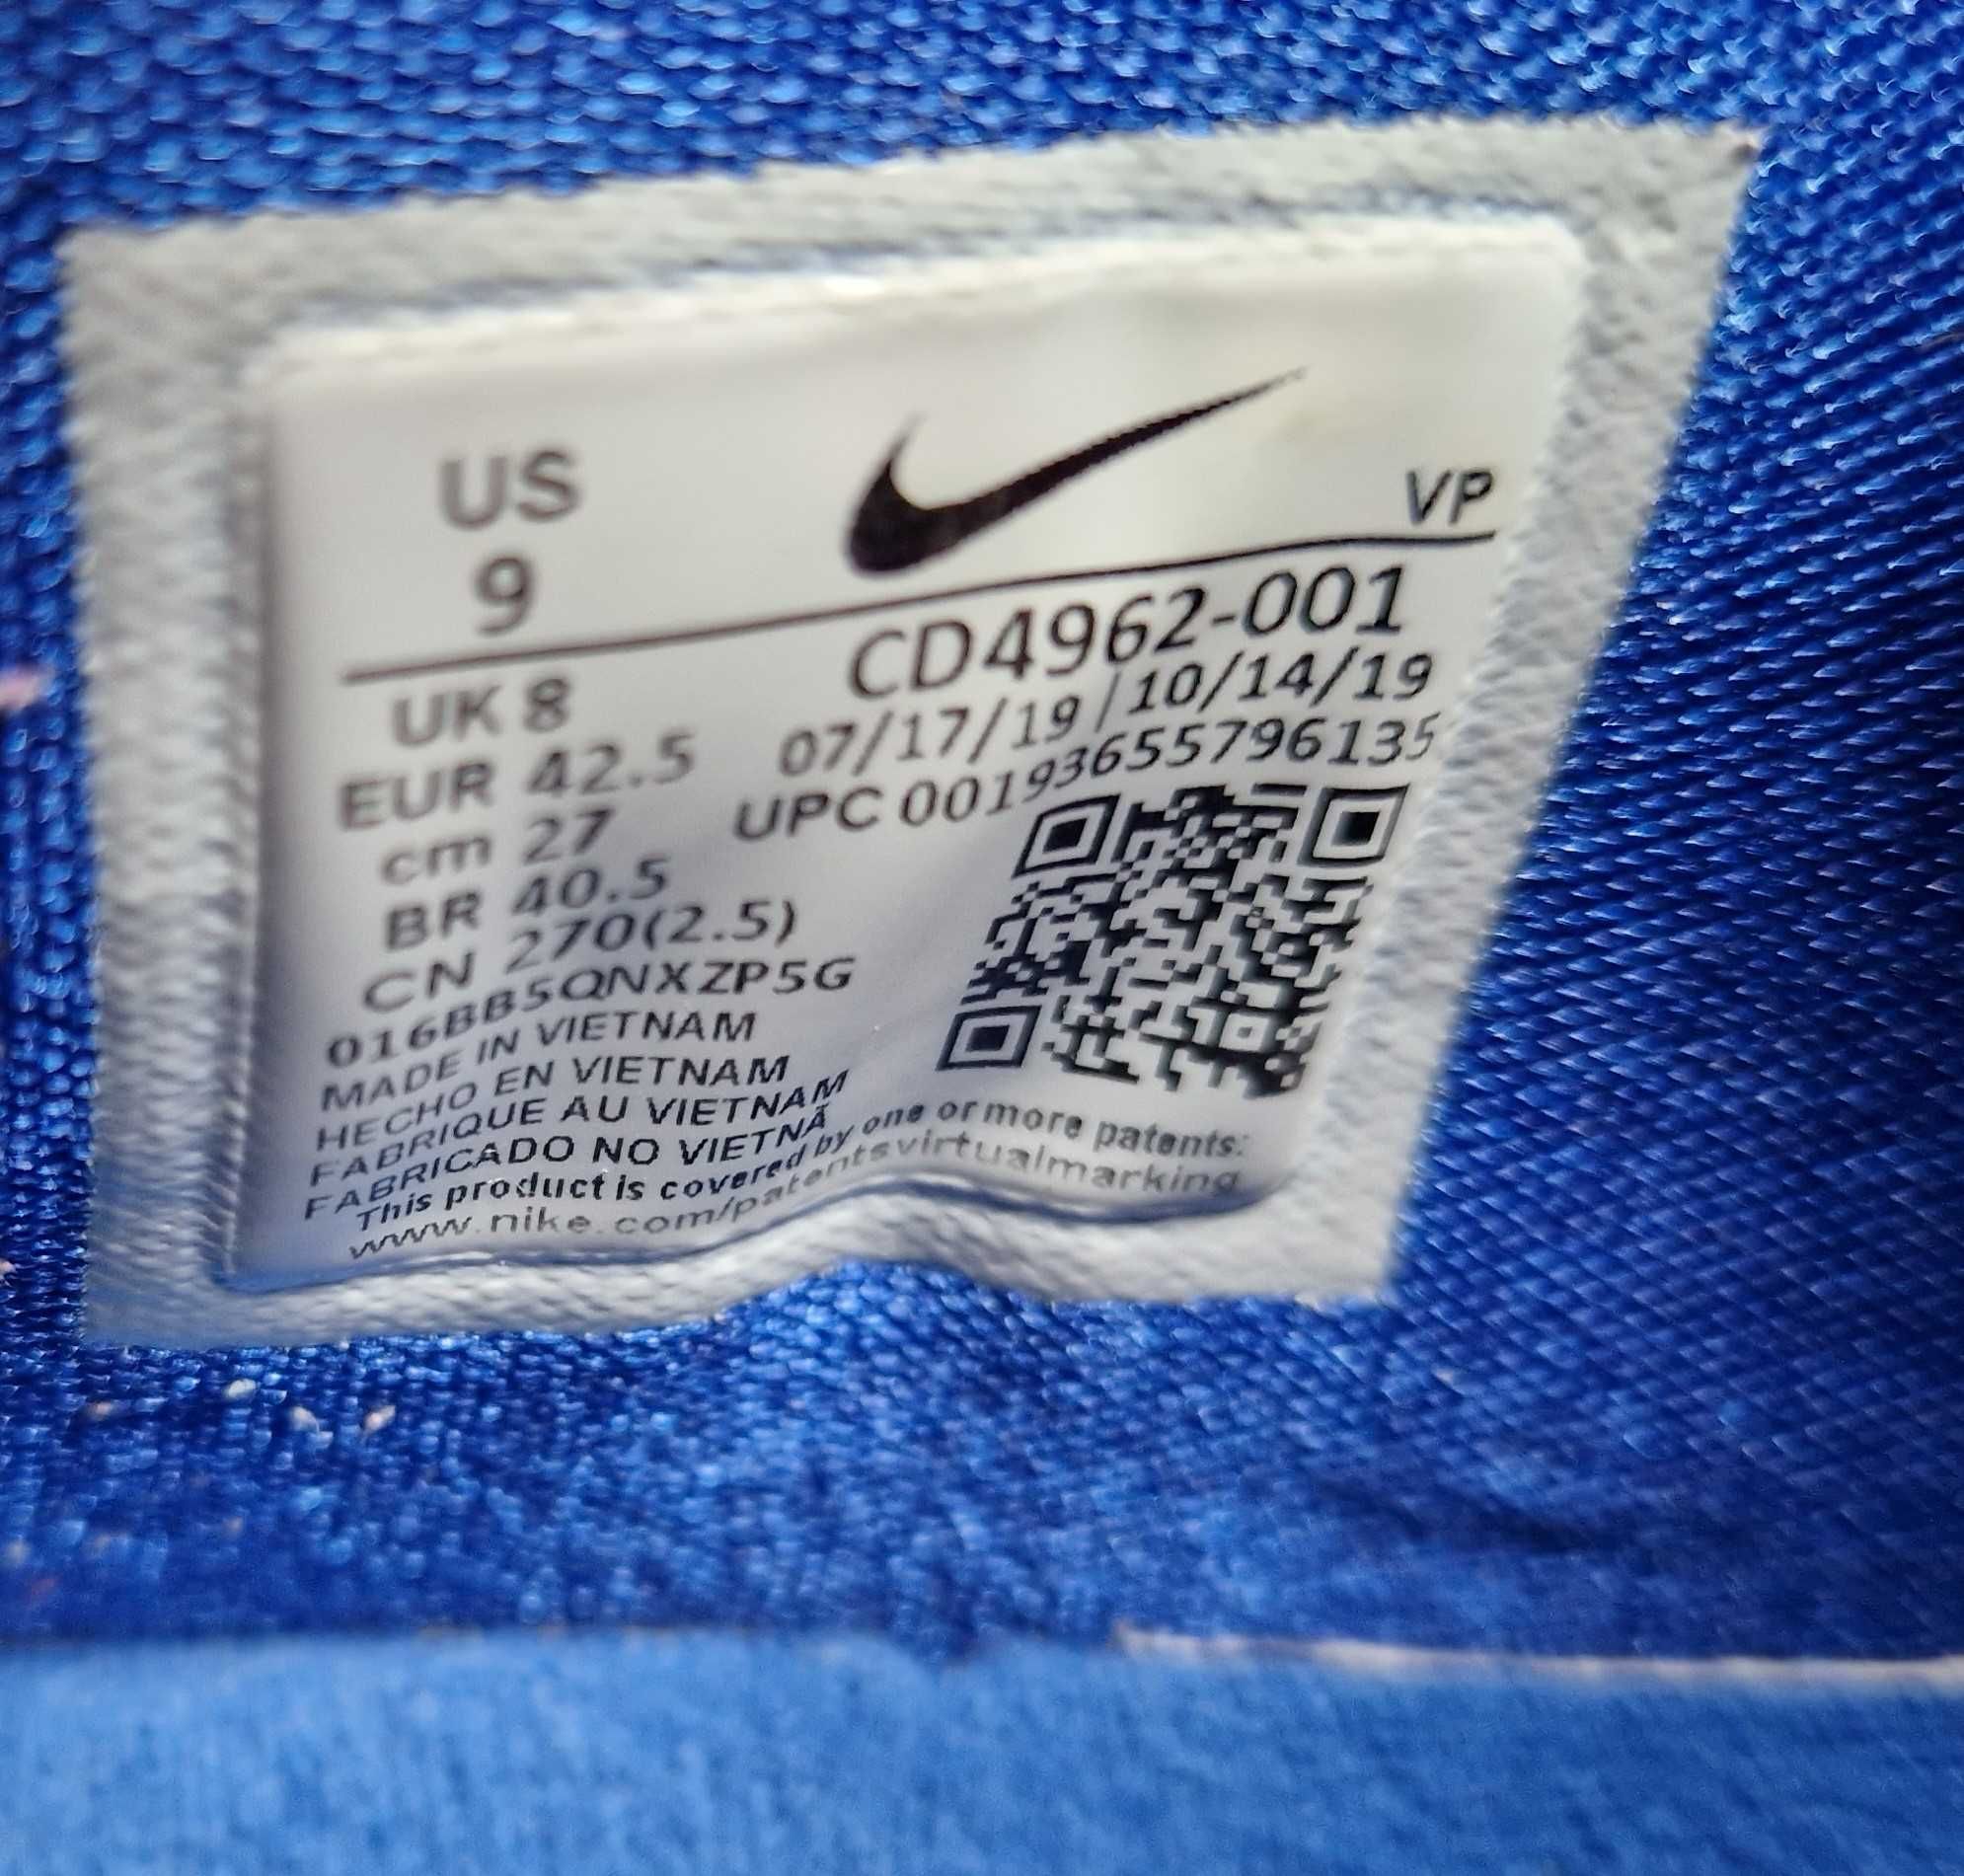 US
9
VP
UK 8
EUR 42.5
cm 27
BR 40.5
CN 270(2.5)
CD4962-001
07/17/19 / 10/14/19
UPC 00193655796135
016BB5QNXZP5G
MADE IN VIETNAM
HECHO EN VIETNAM
FABRIQUE AU VIETNAM
FABRICADO NO VIETNÃ
This product is covered by one or more patents:
www.nike.com/patentsvirtualmarking